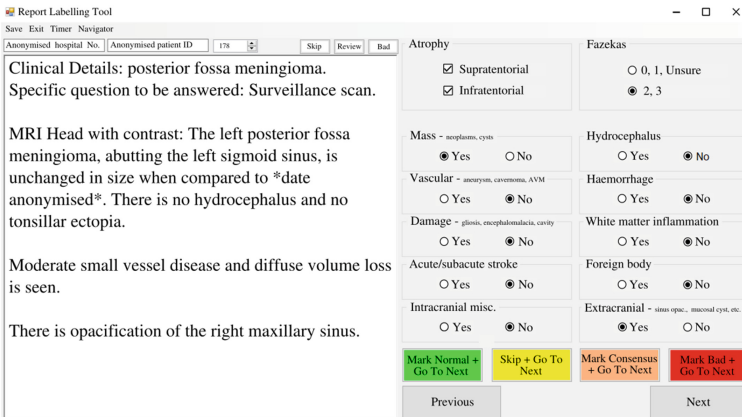 Report Labelling Tool
Save Exit Timer Navigator
Anonymised hospital No. Anonymised patient ID 178 Skip Review Bad
Clinical Details: posterior fossa meningioma.
Specific question to be answered: Surveillance scan.
MRI Head with contrast: The left posterior fossa
meningioma, abutting the left sigmoid sinus, is
unchanged in size when compared to *date
anonymised*. There is no hydrocephalus and no
tonsillar ectopia.
Moderate small vessel disease and diffuse volume loss
is seen.
There is opacification of the right maxillary sinus.
Atrophy
Supratentorial
Infratentorial
Fazekas
0, 1, Unsure
2, 3
Mass - neoplasms, cysts
Yes No
Hydrocephalus
Yes No
Vascular - aneurysm, cavernoma, AVM
Yes No
Haemorrhage
Yes No
Damage - gliosis, encephalomalacia, cavity
Yes No
White matter inflammation
Yes No
Acute/subacute stroke
Yes No
Foreign body
Yes No
Intracranial misc.
Yes No
Extracranial - sinus opac., mucosal cyst, etc.
Yes No
Mark Normal +
Go To Next
Skip + Go To
Next
Mark Consensus
+ Go To Next
Mark Bad +
Go To Next
Previous
Next